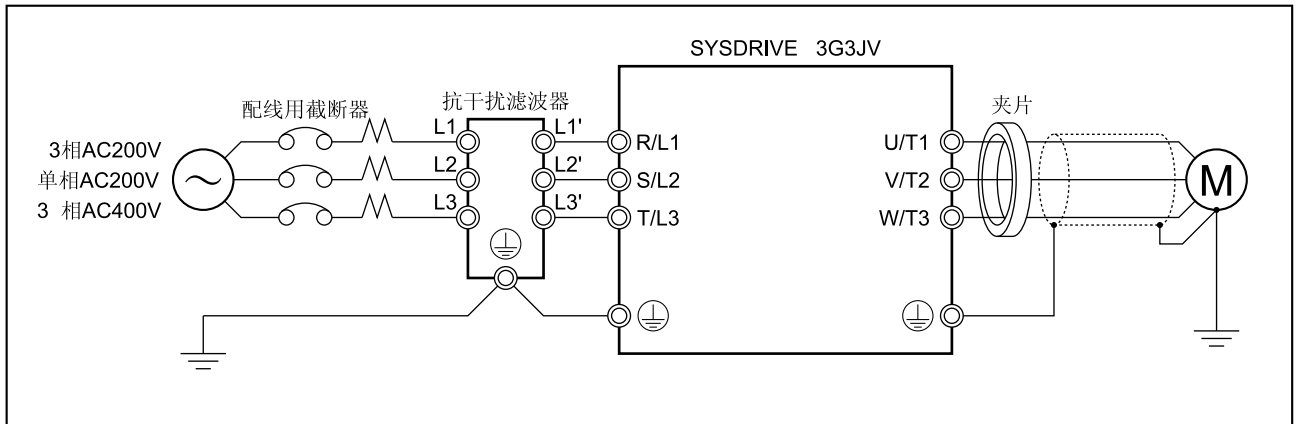 SYSDRIVE 3G3JV
配线用截断器
抗干扰滤波器
夹片
3相AC200V
单相AC200V
3 相AC400V
L1
L1'
R/L1
U/T1
L2
L2'
S/L2
V/T2
M
L3
L3'
T/L3
W/T3